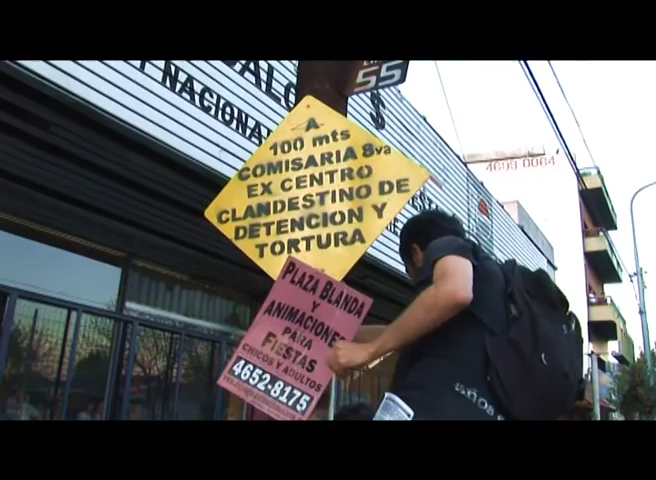 55
NACIONAL
4699 0064
A
100 mts
COMISARIA 8va
EX CENTRO
CLANDESTINO DE
DETENCION Y
TORTURA
PLAZA BLANDA
Y
ANIMACIONES
PARA
FIESTAS
CHICOS Y ADULTOS
4652-8175